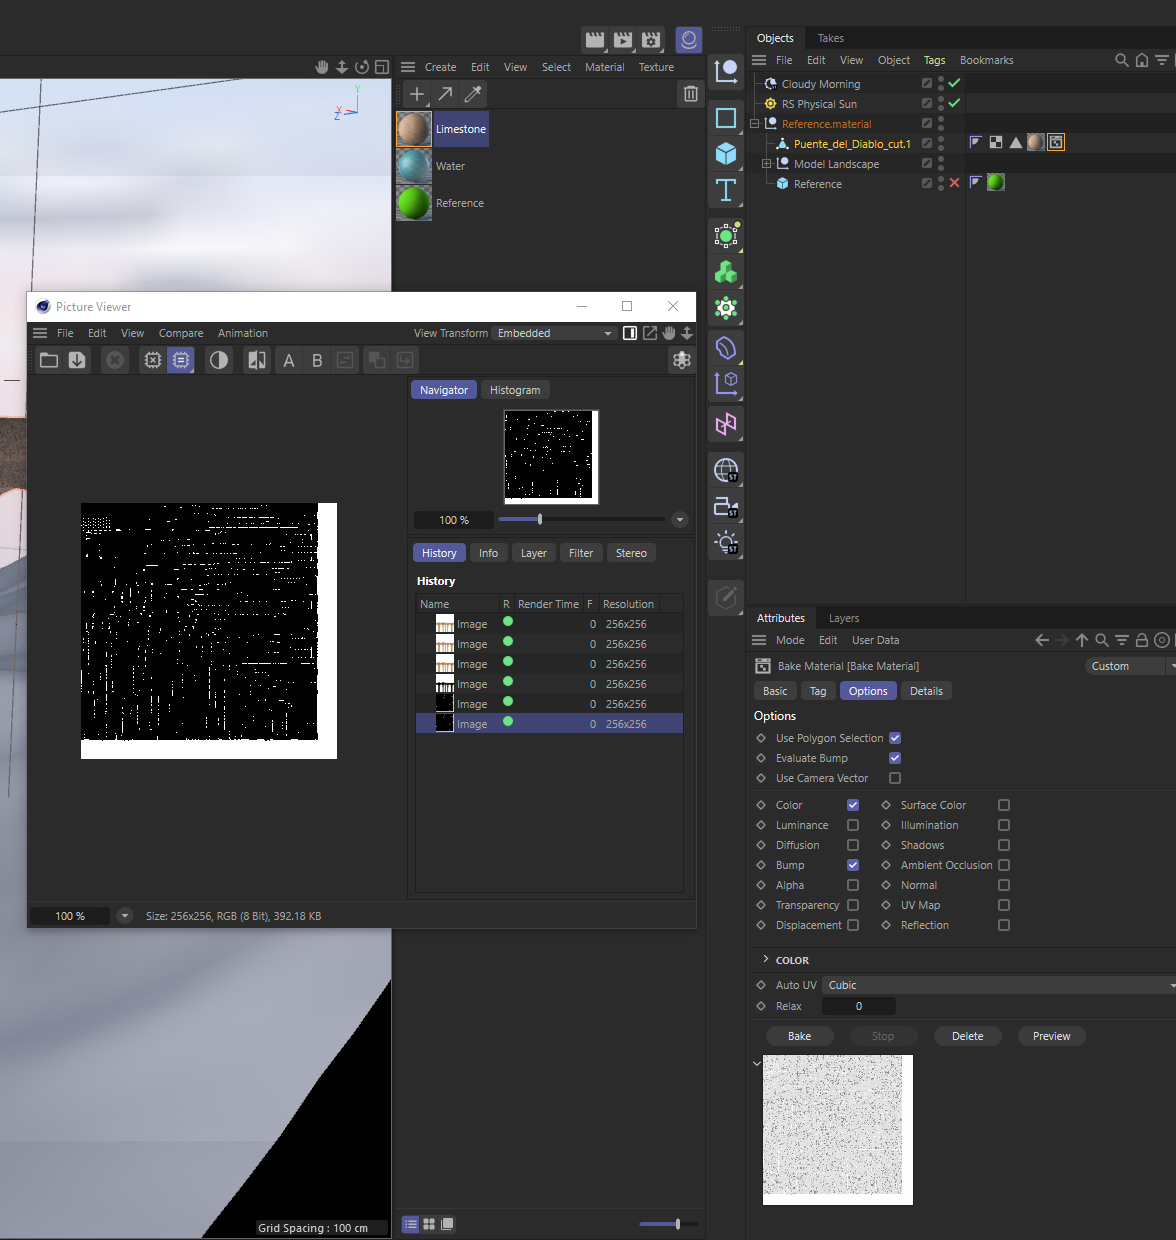 Objects
Takes
File
Edit
View
Object
Tags
Bookmarks
Create
Edit
View
Select
Material
Texture
Y
X
Z
Cloudy Morning
RS Physical Sun
Reference.material
Puente_del_Diablo_cut.1
Model Landscape
Reference
Limestone
Water
Reference
T
ST
ST
ST
Picture Viewer
File
Edit
View
Compare
Animation
View Transform
Embedded
A
B
Navigator
Histogram
100 %
History
Info
Layer
Filter
Stereo
History
Name
R
Render Time
F
Resolution
Image
0
256x256
Image
0
256x256
Image
0
256x256
Image
0
256x256
Image
0
256x256
Image
0
256x256
100 %
Size: 256x256, RGB (8 Bit), 392.18 KB
Attributes
Layers
Mode
Edit
User Data
Bake Material [Bake Material]
Custom
Basic
Tag
Options
Details
Options
Use Polygon Selection
Evaluate Bump
Use Camera Vector
Color
Surface Color
Luminance
Illumination
Diffusion
Shadows
Bump
Ambient Occlusion
Alpha
Normal
Transparency
UV Map
Displacement
Reflection
COLOR
Auto UV
Cubic
Relax
0
Bake
Stop
Delete
Preview
Grid Spacing : 100 cm